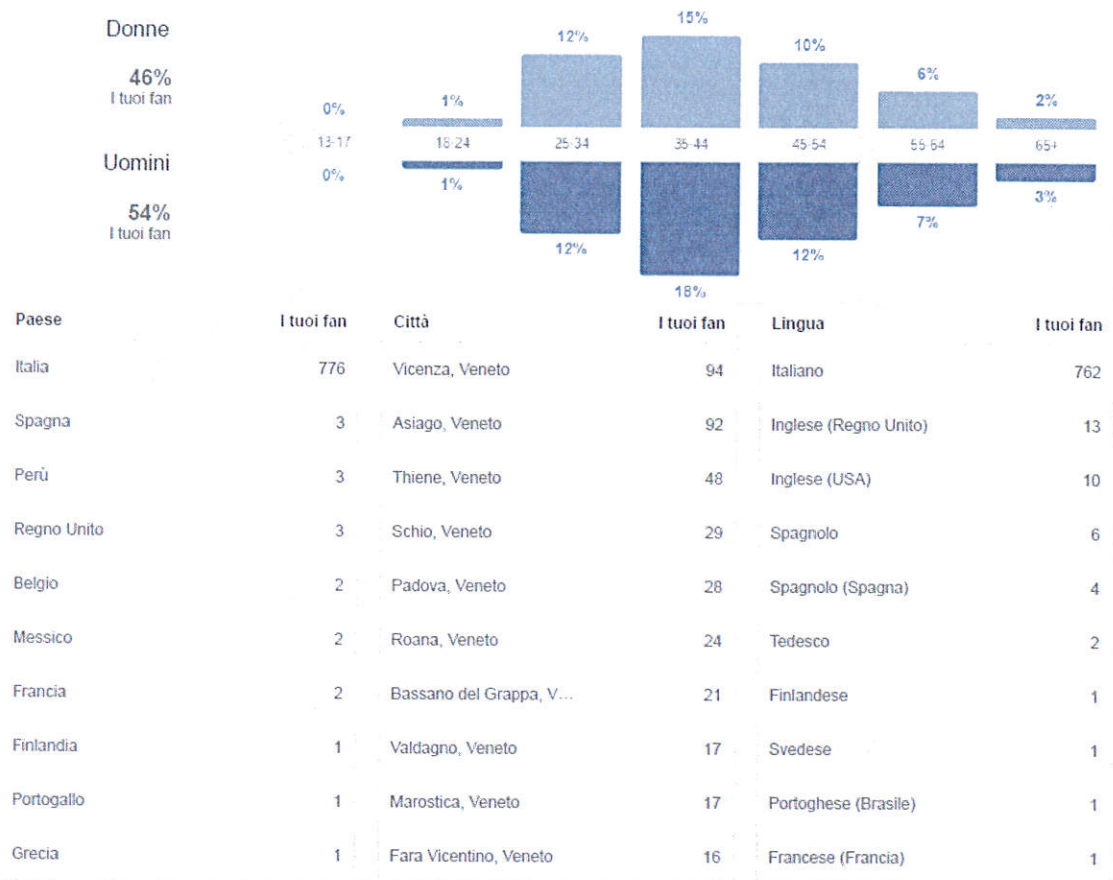 Donne
46%
I tuoi fan
0% 1% 12% 15% 10% 6% 2%
13-17 18-24 25-34 35-44 45-54 55-64 65+
Uomini
54%
I tuoi fan
0% 1% 12% 18% 12% 7% 3%
Paese I tuoi fan Città I tuoi fan Lingua I tuoi fan
Italia 776 Vicenza, Veneto 94 Italiano 762
Spagna 3 Asiago, Veneto 92 Inglese (Regno Unito) 13
Perù 3 Thiene, Veneto 48 Inglese (USA) 10
Regno Unito 3 Schio, Veneto 29 Spagnolo 6
Belgio 2 Padova, Veneto 28 Spagnolo (Spagna) 4
Messico 2 Roana, Veneto 24 Tedesco 2
Francia 2 Bassano del Grappa, V... 21 Finlandese 1
Finlandia 1 Valdagno, Veneto 17 Svedese 1
Portogallo 1 Marostica, Veneto 17 Portoghese (Brasile) 1
Grecia 1 Fara Vicentino, Veneto 16 Francese (Francia) 1